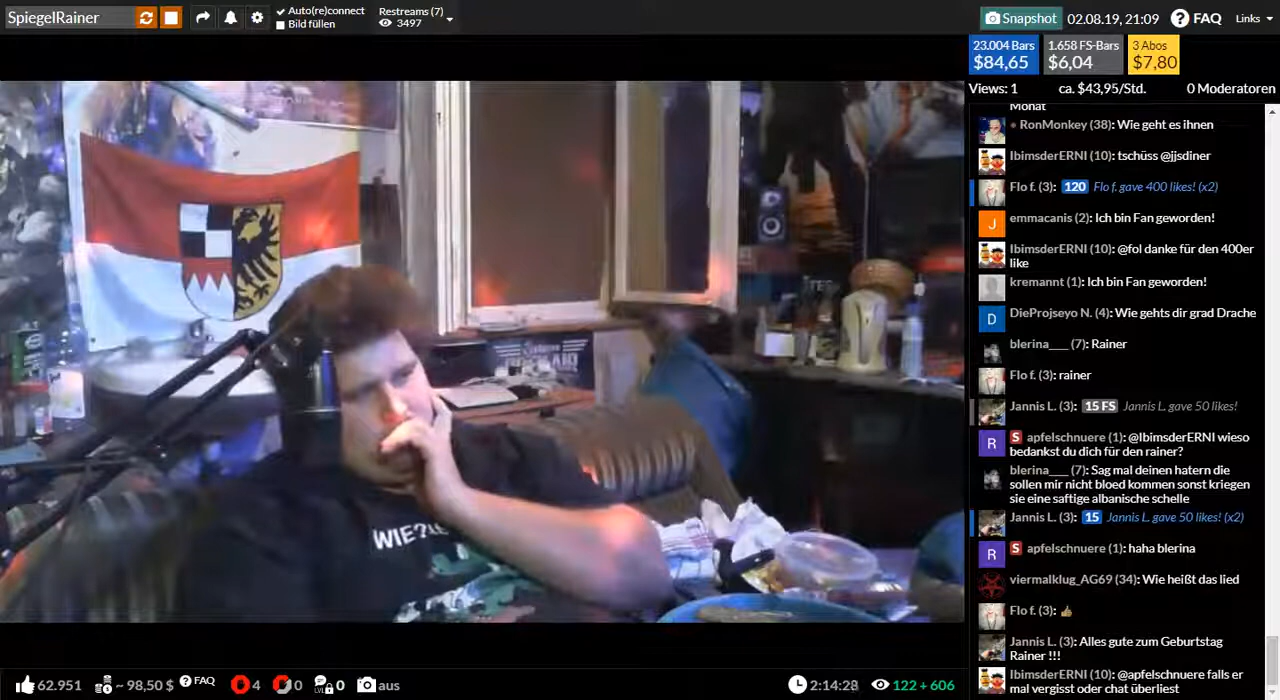 SpiegelRainer
Auto(re)connect
Bild füllen
Restreams (7)
3497
Snapshot
02.08.19, 21:09
FAQ
Links
23.004 Bars
$84,65
1.658 FS-Bars
$6,04
3 Abos
$7,80
Views: 1
ca. $43,95/Std.
0 Moderatoren
Monat
RonMonkey (38): Wie geht es ihnen
IbimsderERNI (10): tschüss @jjsdiner
Flo f. (3): 120 Flo f. gave 400 likes! (x2)
J
emmacanis (2): Ich bin Fan geworden!
IbimsderERNI (10): @fol danke für den 400er
like
kremannt (1): Ich bin Fan geworden!
D
DieProjseyo N. (4): Wie gehts dir grad Drache
blerina___ (7): Rainer
Flo f. (3): rainer
Jannis L. (3): 15 FS Jannis L. gave 50 likes!
R
S apfelschnuere (1): @IbimsderERNI wieso
bedankst du dich für den rainer?
blerina___ (7): Sag mal deinen hatern die
sollen mir nicht bloed kommen sonst kriegen
sie eine saftige albanische schelle
Jannis L. (3): 15 Jannis L. gave 50 likes! (x2)
R
S apfelschnuere (1): haha blerina
viermalklug_AG69 (34): Wie heißt das lied
Flo f. (3): 👍
Jannis L. (3): Alles gute zum Geburtstag
Rainer !!!
IbimsderERNI (10): @apfelschnuere falls er
mal vergisst oder chat überliest
62.951
~ 98,50 $
FAQ
4
0
LVL
0
aus
2:14:28
122 + 606